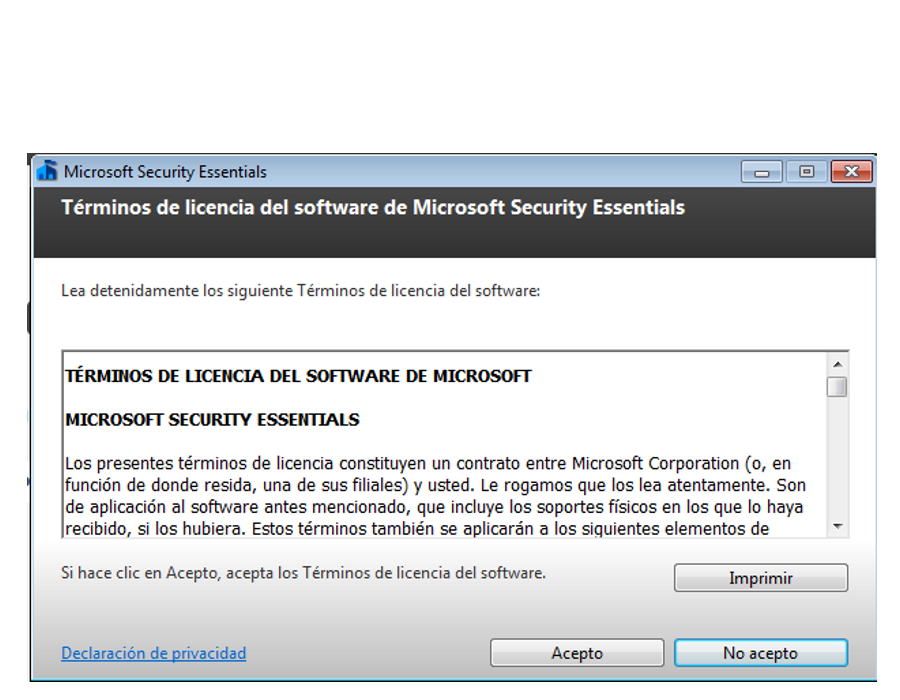 Microsoft Security Essentials
Términos de licencia del software de Microsoft Security Essentials
Lea detenidamente los siguiente Términos de licencia del software:
TÉRMINOS DE LICENCIA DEL SOFTWARE DE MICROSOFT
MICROSOFT SECURITY ESSENTIALS
Los presentes términos de licencia constituyen un contrato entre Microsoft Corporation (o, en
función de donde resida, una de sus filiales) y usted. Le rogamos que los lea atentamente. Son
de aplicación al software antes mencionado, que incluye los soportes físicos en los que lo haya
recibido, si los hubiera. Estos términos también se aplicarán a los siguientes elementos de
Si hace clic en Acepto, acepta los Términos de licencia del software.
Imprimir
Declaración de privacidad
Acepto
No acepto